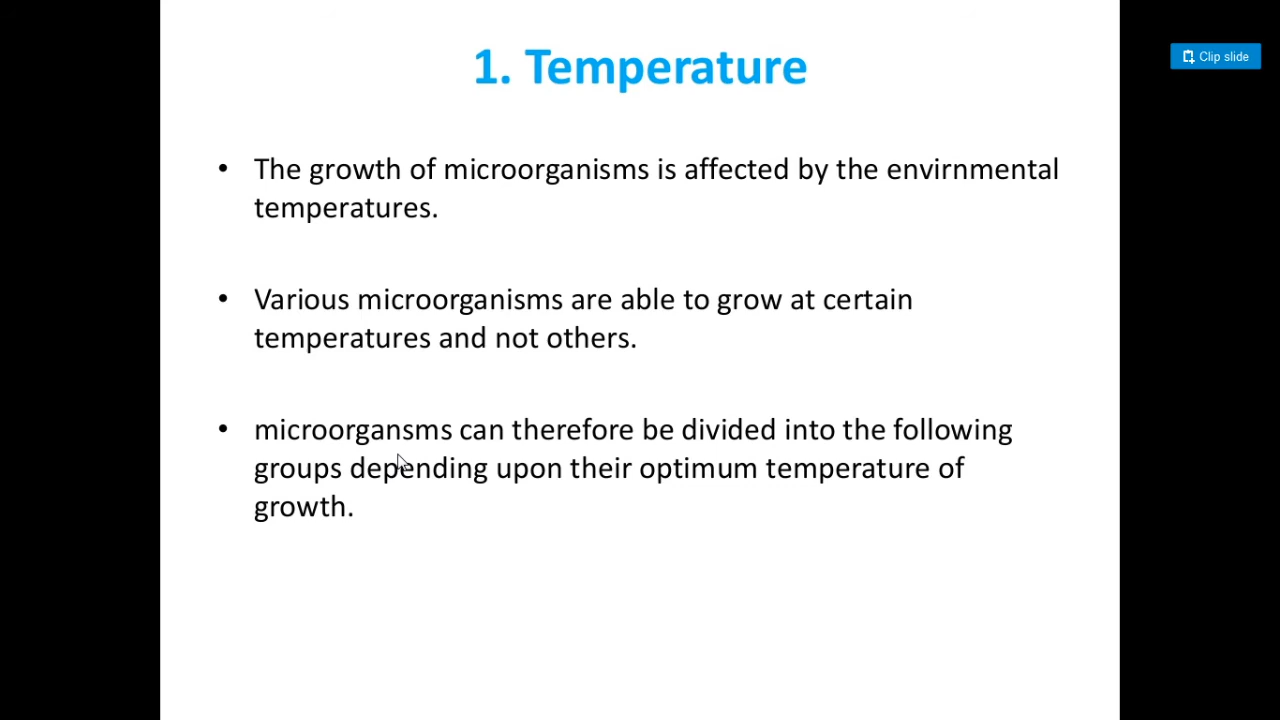 1. Temperature
Clip slide
• The growth of microorganisms is affected by the envirnmental
temperatures.
• Various microorganisms are able to grow at certain
temperatures and not others.
• microorgansms can therefore be divided into the following
groups depending upon their optimum temperature of
growth.